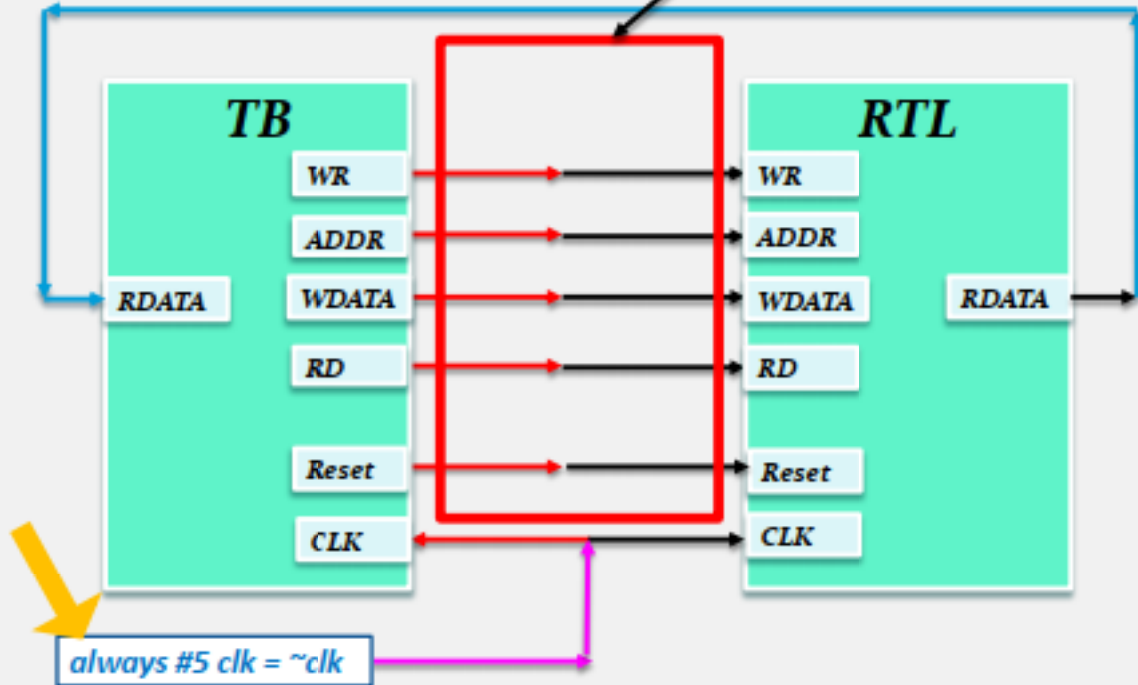 TB
RTL
WR
WR
ADDR
ADDR
RDATA
WDATA
WDATA
RDATA
RD
RD
Reset
Reset
CLK
CLK
always #5 clk = ~clk